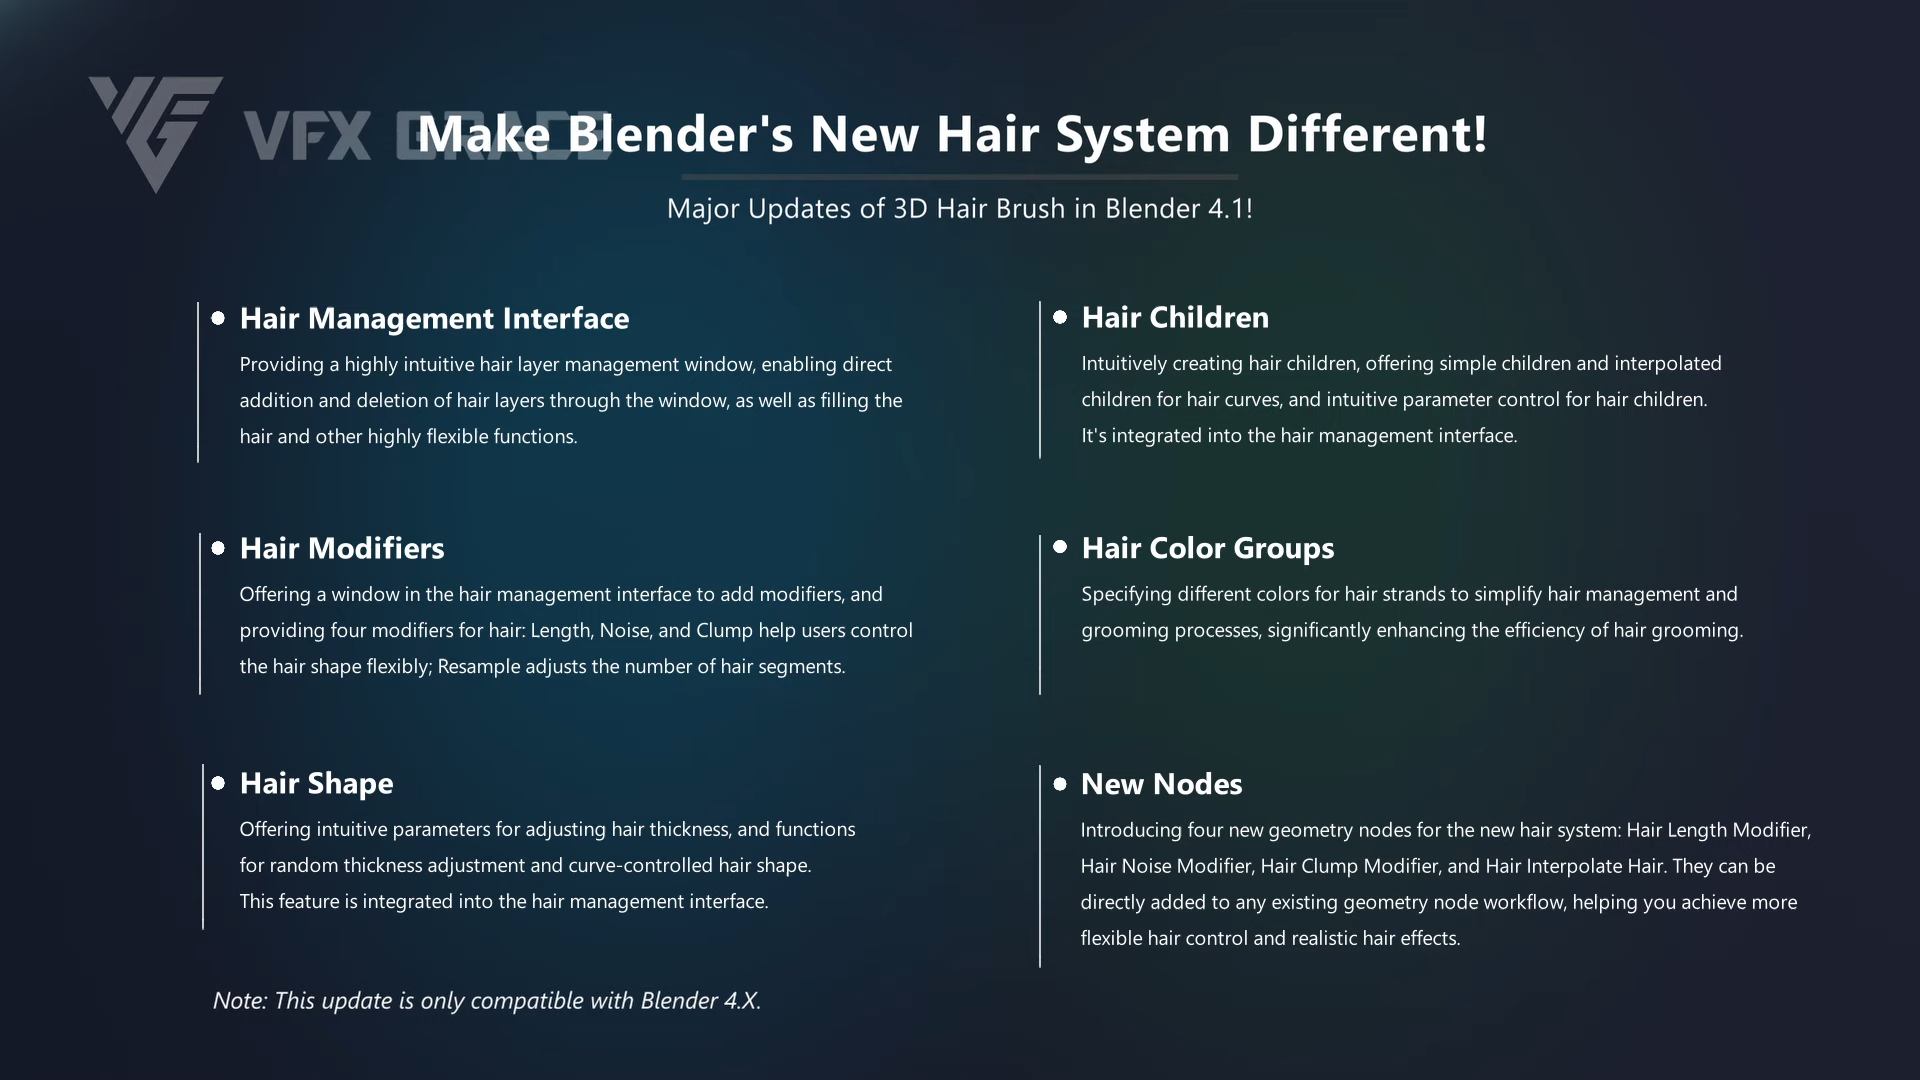 VFX GRACE
Make Blender's New Hair System Different!
Major Updates of 3D Hair Brush in Blender 4.1!
Hair Management Interface
Providing a highly intuitive hair layer management window, enabling direct
addition and deletion of hair layers through the window, as well as filling the
hair and other highly flexible functions.
Hair Modifiers
Offering a window in the hair management interface to add modifiers, and
providing four modifiers for hair: Length, Noise, and Clump help users control
the hair shape flexibly; Resample adjusts the number of hair segments.
Hair Shape
Offering intuitive parameters for adjusting hair thickness, and functions
for random thickness adjustment and curve-controlled hair shape.
This feature is integrated into the hair management interface.
Note: This update is only compatible with Blender 4.X.
Hair Children
Intuitively creating hair children, offering simple children and interpolated
children for hair curves, and intuitive parameter control for hair children.
It's integrated into the hair management interface.
Hair Color Groups
Specifying different colors for hair strands to simplify hair management and
grooming processes, significantly enhancing the efficiency of hair grooming.
New Nodes
Introducing four new geometry nodes for the new hair system: Hair Length Modifier,
Hair Noise Modifier, Hair Clump Modifier, and Hair Interpolate Hair. They can be
directly added to any existing geometry node workflow, helping you achieve more
flexible hair control and realistic hair effects.